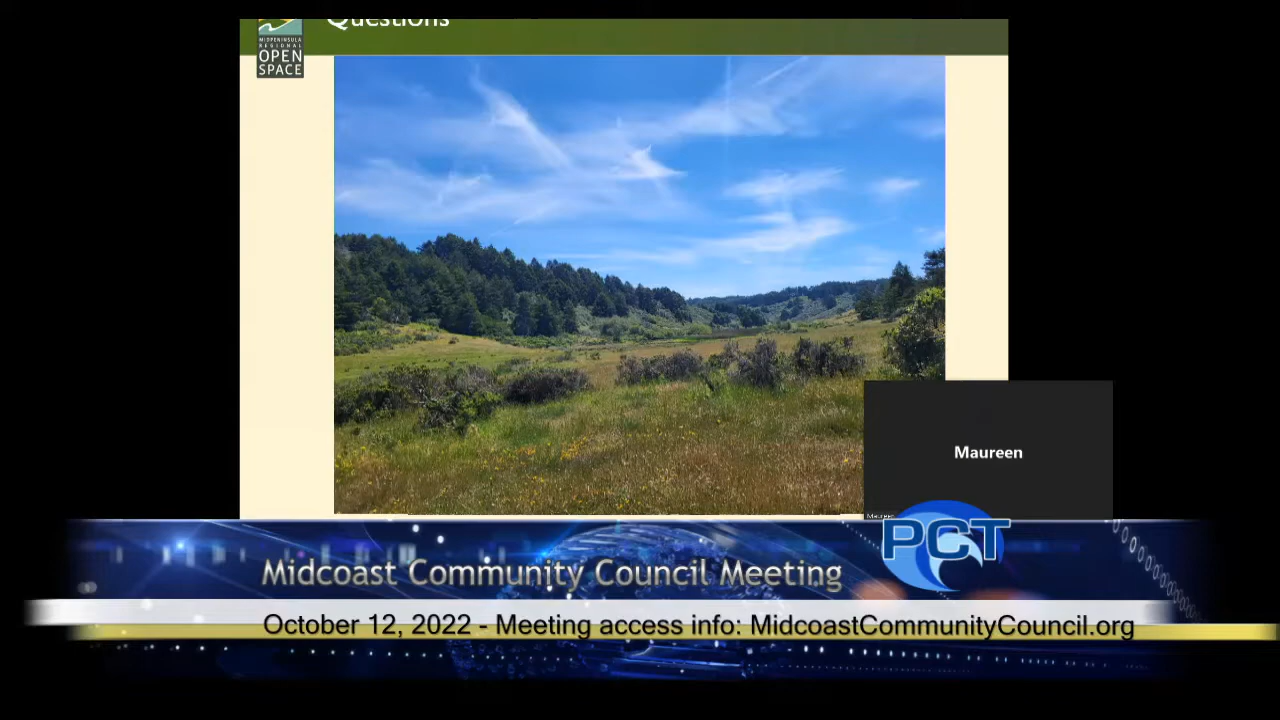 Questions
MIDPENINSULA
REGIONAL
OPEN
SPACE
Maureen
Maureen
PCT
Midcoast Community Council Meeting
October 12, 2022 - Meeting access info: MidcoastCommunityCouncil.org